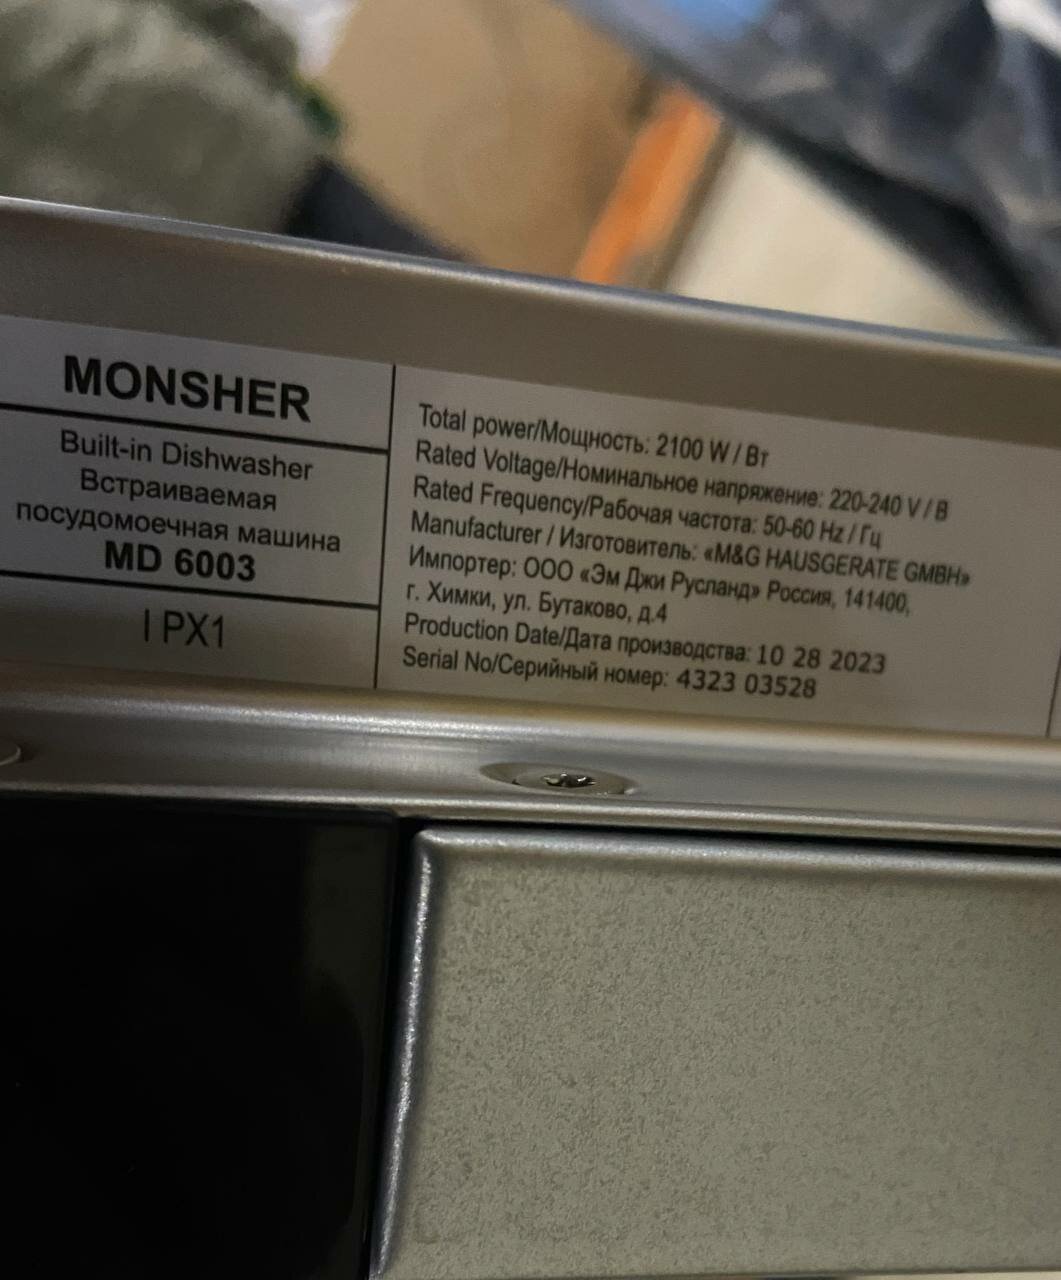 MONSHER
Built-in Dishwasher
Встраиваемая
посудомоечная машина
MD 6003
I PX1
Total power/Мощность: 2100 W / Вт
Rated Voltage/Номинальное напряжение: 220-240 V / В
Rated Frequency/Рабочая частота: 50-60 Hz / Гц
Manufacturer / Изготовитель: «M&G HAUSGERATE GMBH»
Импортер: ООО «Эм Джи Русланд» Россия, 141400,
г. Химки, ул. Бутаково, д.4
Production Date/Дата производства: 10 28 2023
Serial No/Серийный номер: 4323 03528